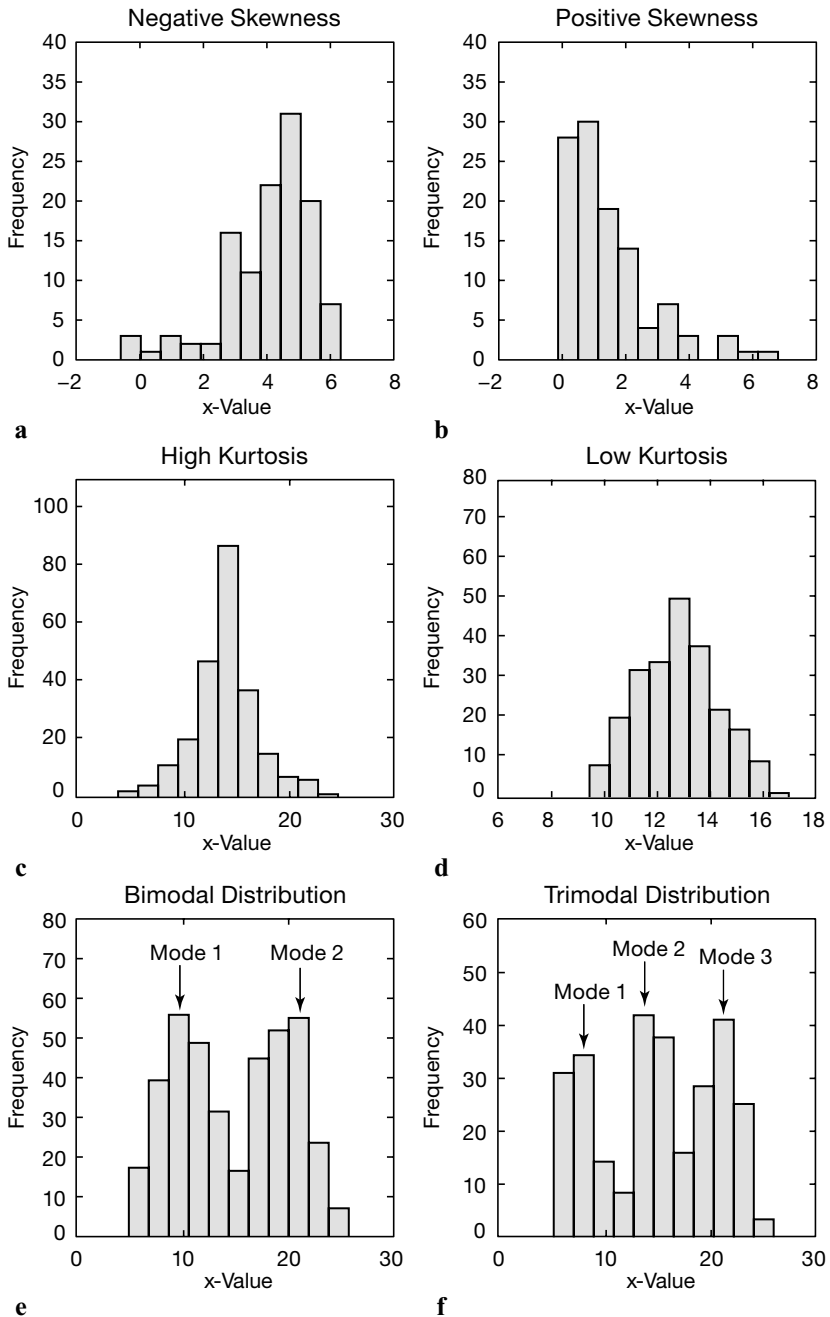 Negative Skewness
40
35
30
25
20
15
10
5
0
Frequency
−2 0 2 4 6 8
x-Value
a
Positive Skewness
40
35
30
25
20
15
10
5
0
Frequency
−2 0 2 4 6 8
x-Value
b
High Kurtosis
100
80
60
40
20
0
Frequency
0 10 20 30
x-Value
c
Low Kurtosis
80
70
60
50
40
30
20
10
0
Frequency
6 8 10 12 14 16 18
x-Value
d
Bimodal Distribution
80
70
60
50
40
30
20
10
0
Frequency
Mode 1 Mode 2
0 10 20 30
x-Value
e
Trimodal Distribution
60
50
40
30
20
10
0
Frequency
Mode 1 Mode 2 Mode 3
0 10 20 30
x-Value
f